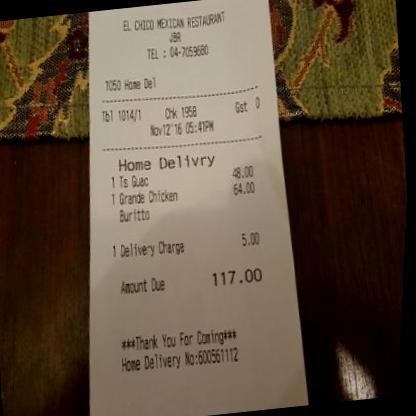 EL CHICO MEXICAN RESTAURANT
JBR
TEL : 04-7059680
7050 Home Del
Tbl 1014/1 Chk 1958 Gst 0
Nov12'16 05:41PM
Home Delivry
1 Ts Guac 48.00
1 Grande Chicken 64.00
Buritto
1 Delivery Charge 5.00
Amount Due 117.00
***Thank You For Coming***
Home Delivery No:600561112